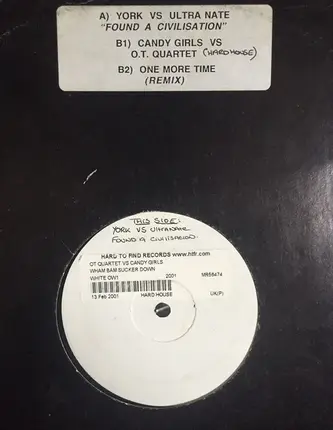 A) YORK VS ULTRA NATE
"FOUND A CIVILISATION"
B1) CANDY GIRLS VS
O.T. QUARTET (HARDHOUSE)
B2) ONE MORE TIME
(REMIX)
THIS SIDE:
YORK VS ULTRANATE
FOUND A CIVILISATION.
HARD TO FIND RECORDS www.htfr.com
OT QUARTET VS CANDY GIRLS
WHAM BAM SUCKER DOWN
WHITE OW1 2001 MR56474
13 Feb 2001 HARD HOUSE UK(P)